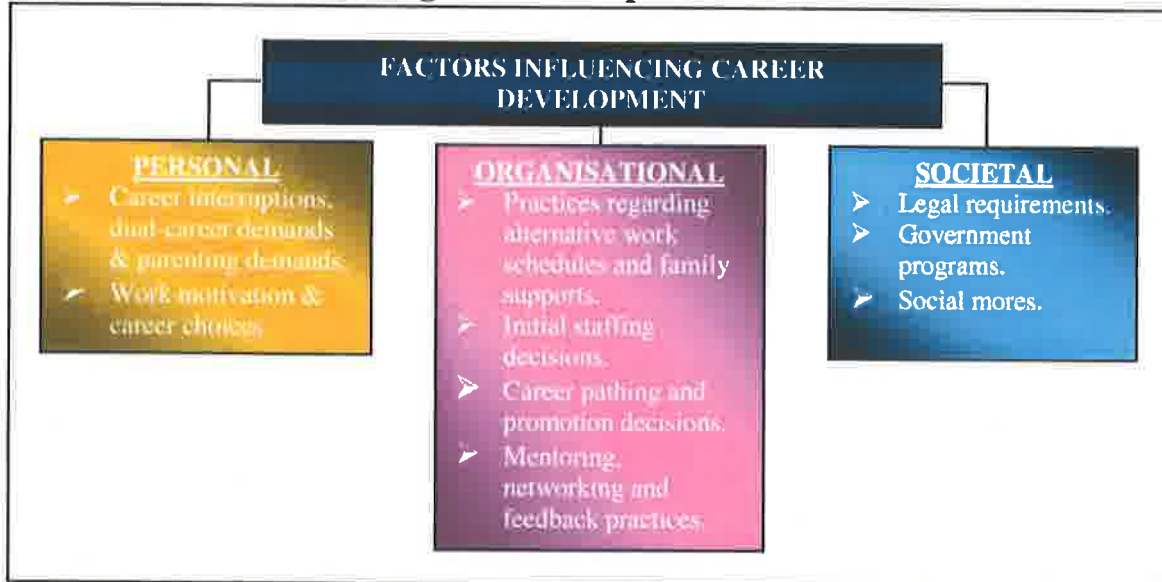 FACTORS INFLUENCING CAREER
DEVELOPMENT
PERSONAL
➢ Career interruptions,
dual-career demands
& parenting demands.
➢ Work motivation &
career choices
ORGANISATIONAL
➢ Practices regarding
alternative work
schedules and family
supports.
➢ Initial staffing
decisions.
➢ Career pathing and
promotion decisions.
➢ Mentoring,
networking and
feedback practices.
SOCIETAL
➢ Legal requirements.
➢ Government
programs.
➢ Social mores.